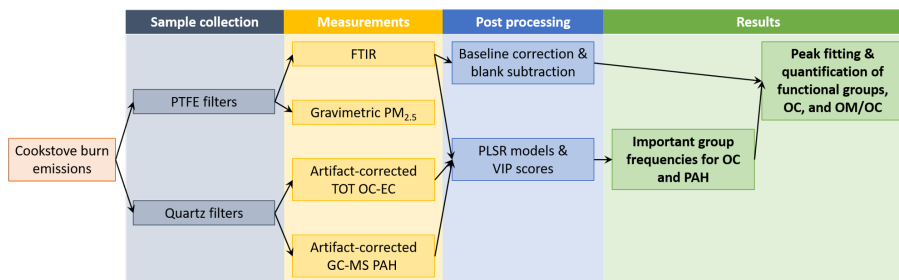 Sample collection
Measurements
Post processing
Results
Cookstove burn
emissions
PTFE filters
Quartz filters
FTIR
Gravimetric PM2.5
Artifact-corrected
TOT OC-EC
Artifact-corrected
GC-MS PAH
Baseline correction &
blank subtraction
PLSR models &
VIP scores
Important group
frequencies for OC
and PAH
Peak fitting &
quantification of
functional groups,
OC, and OM/OC